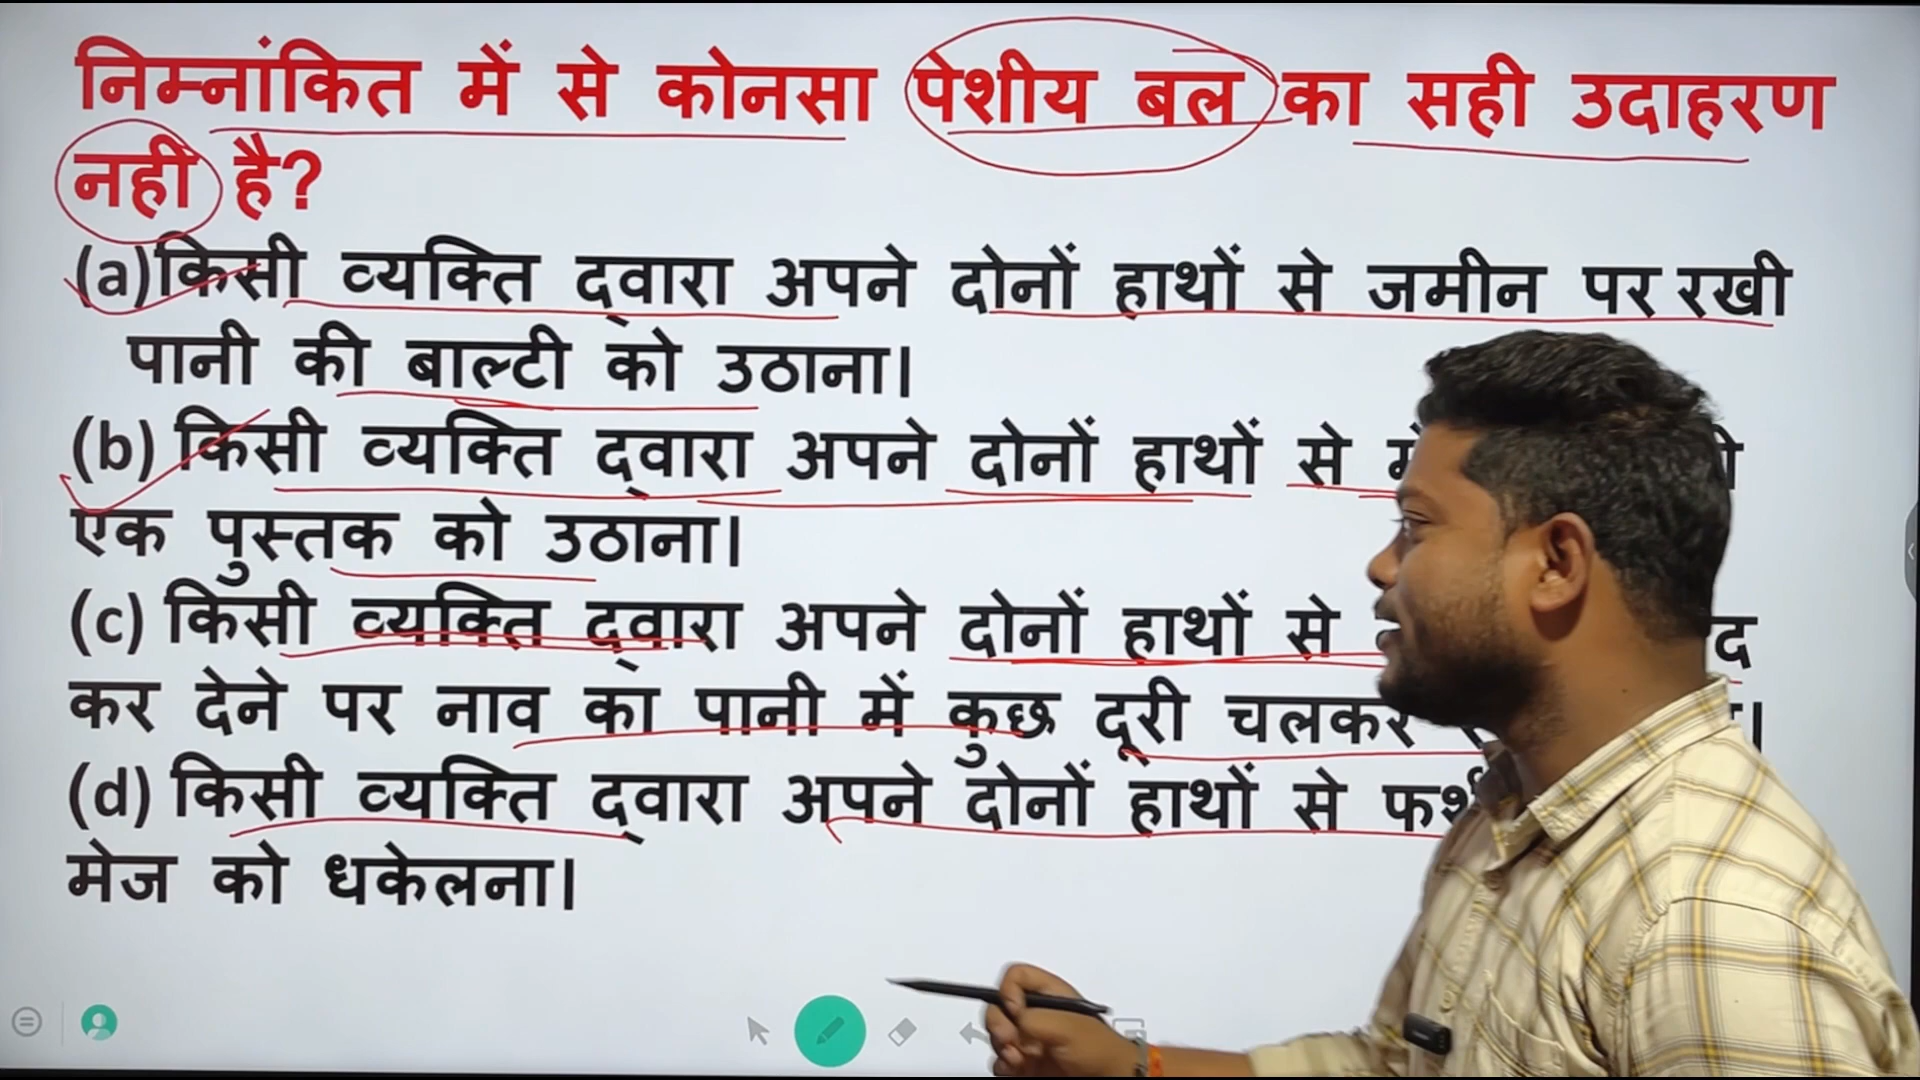 निम्नांकित में से कोनसा पेशीय बल का सही उदाहरण
नही है?
(a)किसी व्यक्ति द्वारा अपने दोनों हाथों से जमीन पर रखी
पानी की बाल्टी को उठाना।
(b) किसी व्यक्ति द्वारा अपने दोनों हाथों से
एक पुस्तक को उठाना।
(c) किसी व्यक्ति द्वारा अपने दोनों हाथों से
कर देने पर नाव का पानी में कुछ दूरी चलकर
(d) किसी व्यक्ति द्वारा अपने दोनों हाथों से
मेज को धकेलना।